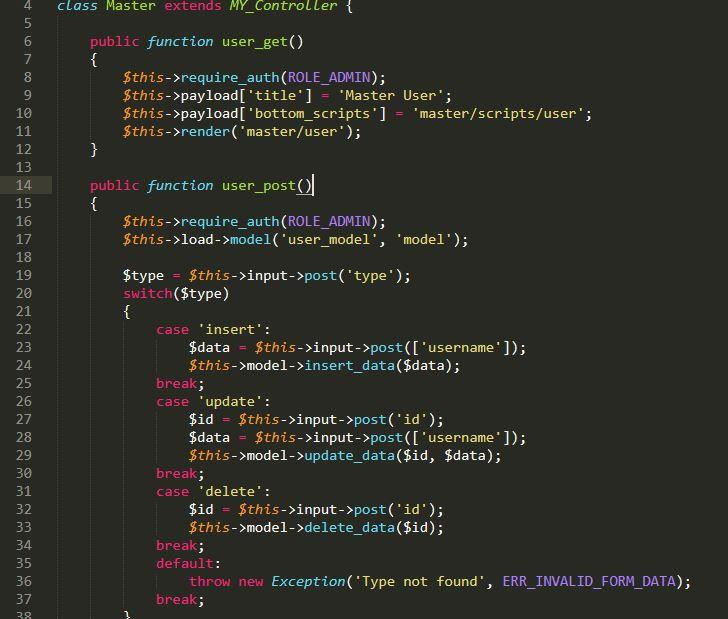 4 class Master extends MY_Controller {
5
6 public function user_get()
7 {
8 $this->require_auth(ROLE_ADMIN);
9 $this->payload['title'] = 'Master User';
10 $this->payload['bottom_scripts'] = 'master/scripts/user';
11 $this->render('master/user');
12 }
13
14 public function user_post()
15 {
16 $this->require_auth(ROLE_ADMIN);
17 $this->load->model('user_model', 'model');
18
19 $type = $this->input->post('type');
20 switch($type)
21 {
22 case 'insert':
23 $data = $this->input->post(['username']);
24 $this->model->insert_data($data);
25 break;
26 case 'update':
27 $id = $this->input->post('id');
28 $data = $this->input->post(['username']);
29 $this->model->update_data($id, $data);
30 break;
31 case 'delete':
32 $id = $this->input->post('id');
33 $this->model->delete_data($id);
34 break;
35 default:
36 throw new Exception('Type not found', ERR_INVALID_FORM_DATA);
37 break;
38 }